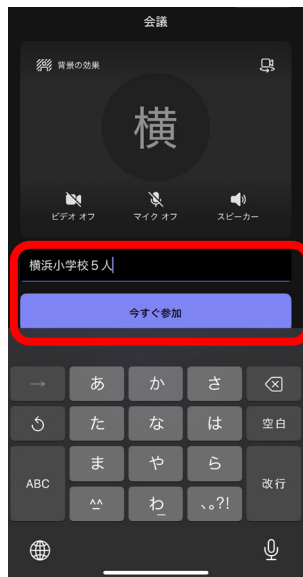 会議
背景の効果
横
ビデオ オフ マイク オフ スピーカー
横浜小学校５人
今すぐ参加
→ あ か さ
た な は 空白
ま や ら
ABC 改行
^^ わ_ 、。?!